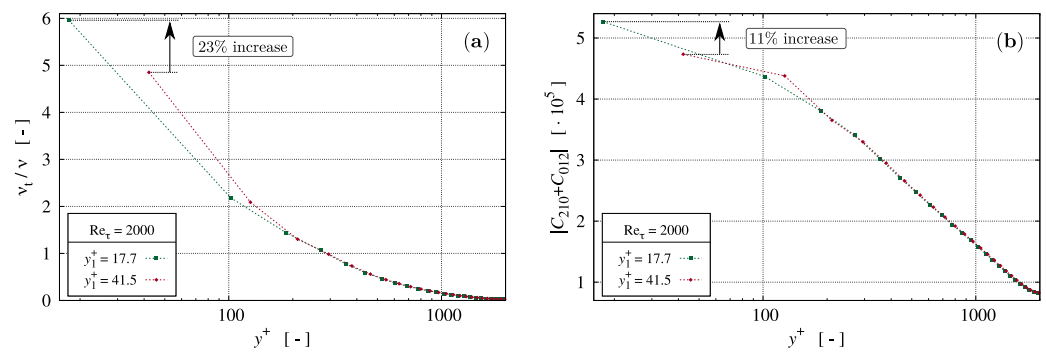 6
5
4
3
2
1
0
ν_t / ν [ - ]
23% increase
(a)
Re_τ = 2000
y_1^+ = 17.7
y_1^+ = 41.5
100
1000
y^+ [ - ]
5
4
3
2
1
|C_210+C_012| [ · 10^5 ]
11% increase
(b)
Re_τ = 2000
y_1^+ = 17.7
y_1^+ = 41.5
100
1000
y^+ [ - ]